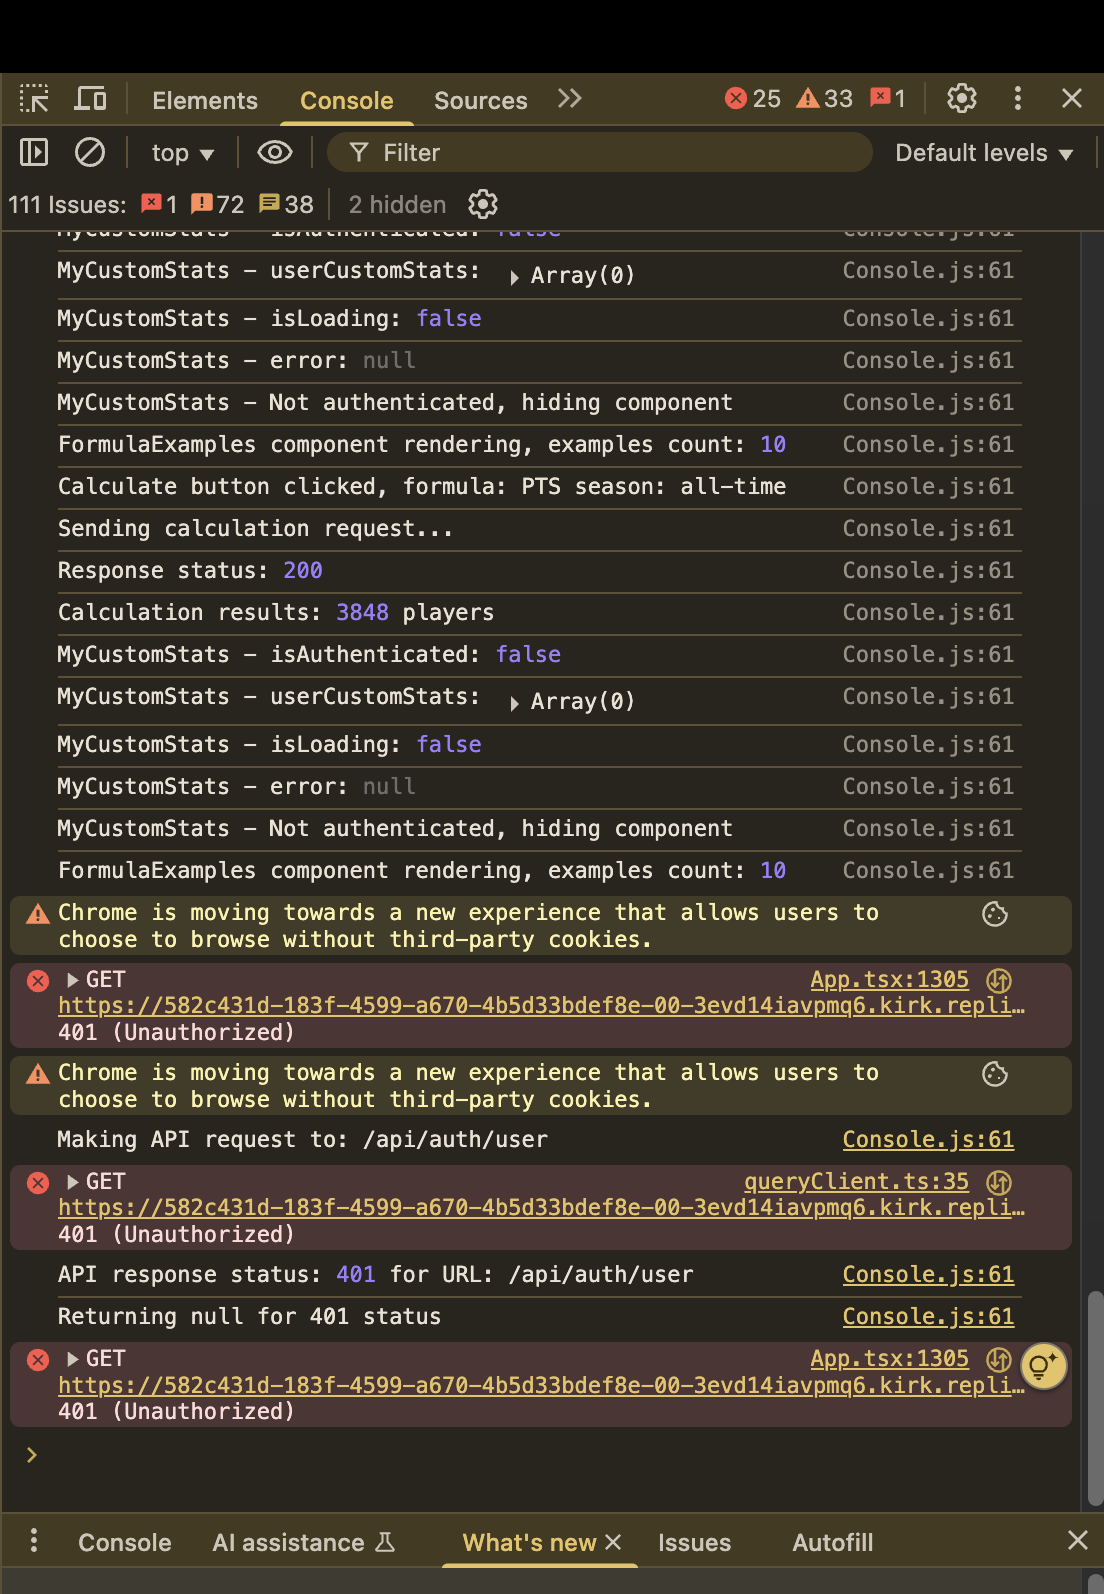 Elements Console Sources 25 33 1
top Filter Default levels
111 Issues: 1 72 38 2 hidden
MyCustomStats – isAuthenticated: false Console.js:61
MyCustomStats – userCustomStats: Array(0) Console.js:61
MyCustomStats – isLoading: false Console.js:61
MyCustomStats – error: null Console.js:61
MyCustomStats – Not authenticated, hiding component Console.js:61
FormulaExamples component rendering, examples count: 10 Console.js:61
Calculate button clicked, formula: PTS season: all-time Console.js:61
Sending calculation request... Console.js:61
Response status: 200 Console.js:61
Calculation results: 3848 players Console.js:61
MyCustomStats – isAuthenticated: false Console.js:61
MyCustomStats – userCustomStats: Array(0) Console.js:61
MyCustomStats – isLoading: false Console.js:61
MyCustomStats – error: null Console.js:61
MyCustomStats – Not authenticated, hiding component Console.js:61
FormulaExamples component rendering, examples count: 10 Console.js:61
Chrome is moving towards a new experience that allows users to
choose to browse without third-party cookies.
GET App.tsx:1305
https://582c431d-183f-4599-a670-4b5d33bdef8e-00-3evd14iavpmq6.kirk.repli…
401 (Unauthorized)
Chrome is moving towards a new experience that allows users to
choose to browse without third-party cookies.
Making API request to: /api/auth/user Console.js:61
GET queryClient.ts:35
https://582c431d-183f-4599-a670-4b5d33bdef8e-00-3evd14iavpmq6.kirk.repli…
401 (Unauthorized)
API response status: 401 for URL: /api/auth/user Console.js:61
Returning null for 401 status Console.js:61
GET App.tsx:1305
https://582c431d-183f-4599-a670-4b5d33bdef8e-00-3evd14iavpmq6.kirk.repli…
401 (Unauthorized)
Console AI assistance What's new Issues Autofill